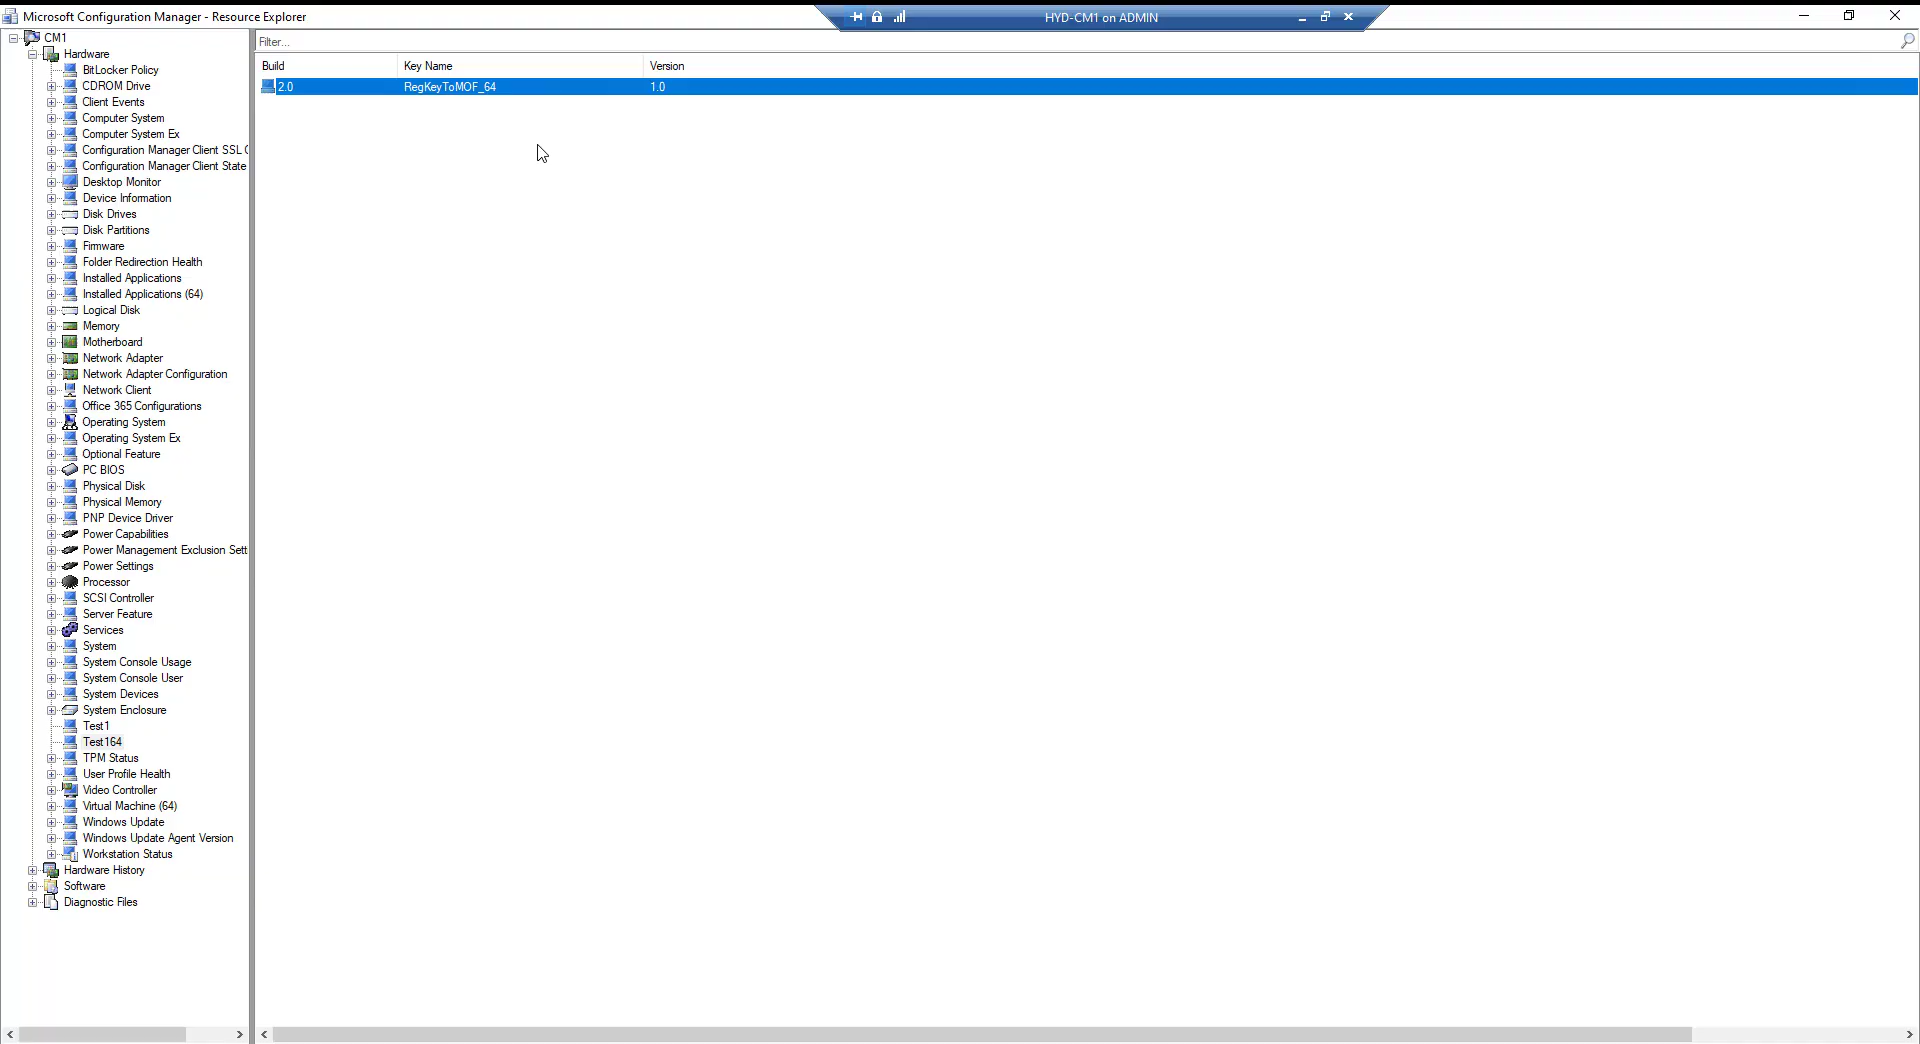 Microsoft Configuration Manager - Resource Explorer
HYD-CM1 on ADMIN
CM1
Hardware
BitLocker Policy
CDROM Drive
Client Events
Computer System
Computer System Ex
Configuration Manager Client SSL C
Configuration Manager Client State
Desktop Monitor
Device Information
Disk Drives
Disk Partitions
Firmware
Folder Redirection Health
Installed Applications
Installed Applications (64)
Logical Disk
Memory
Motherboard
Network Adapter
Network Adapter Configuration
Network Client
Office 365 Configurations
Operating System
Operating System Ex
Optional Feature
PC BIOS
Physical Disk
Physical Memory
PNP Device Driver
Power Capabilities
Power Management Exclusion Sett
Power Settings
Processor
SCSI Controller
Server Feature
Services
System
System Console Usage
System Console User
System Devices
System Enclosure
Test1
Test164
TPM Status
User Profile Health
Video Controller
Virtual Machine (64)
Windows Update
Windows Update Agent Version
Workstation Status
Hardware History
Software
Diagnostic Files
Filter...
Build Key Name Version
2.0 RegKeyToMOF_64 1.0